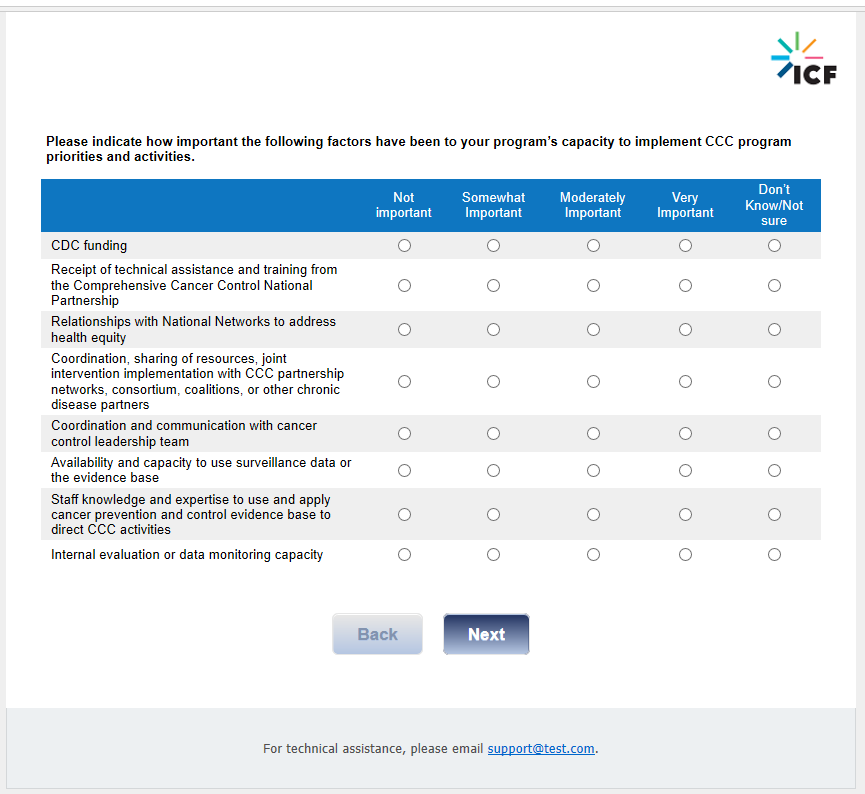 ICF
Please indicate how important the following factors have been to your program’s capacity to implement CCC program
priorities and activities.
Not
important
Somewhat
Important
Moderately
Important
Very
Important
Don’t
Know/Not
sure
CDC funding
Receipt of technical assistance and training from
the Comprehensive Cancer Control National
Partnership
Relationships with National Networks to address
health equity
Coordination, sharing of resources, joint
intervention implementation with CCC partnership
networks, consortium, coalitions, or other chronic
disease partners
Coordination and communication with cancer
control leadership team
Availability and capacity to use surveillance data or
the evidence base
Staff knowledge and expertise to use and apply
cancer prevention and control evidence base to
direct CCC activities
Internal evaluation or data monitoring capacity
Back
Next
For technical assistance, please email support@test.com.